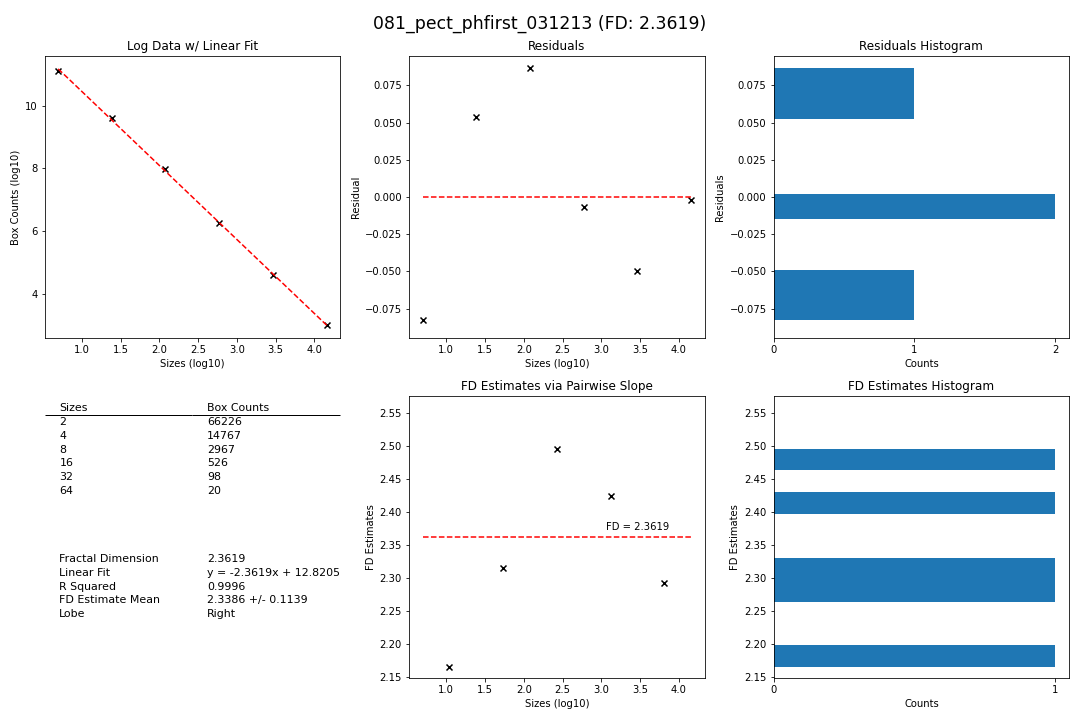 081_pect_phfirst_031213 (FD: 2.3619)
Log Data w/ Linear Fit
Box Counts (log10)
10
8
6
4
1.0 1.5 2.0 2.5 3.0 3.5 4.0
Sizes (log10)
Residuals
Residual
0.075
0.050
0.025
0.000
−0.025
−0.050
−0.075
1.0 1.5 2.0 2.5 3.0 3.5 4.0
Sizes (log10)
Residuals Histogram
Residuals
0.075
0.050
0.025
0.000
−0.025
−0.050
−0.075
0 1 2
Counts
Sizes Box Counts
2 66226
4 14767
8 2967
16 526
32 98
64 20
Fractal Dimension 2.3619
Linear Fit y = -2.3619x + 12.8205
R Squared 0.9996
FD Estimate Mean 2.3386 +/- 0.1139
Lobe Right
FD Estimates via Pairwise Slope
FD Estimates
2.55
2.50
2.45
2.40
2.35
2.30
2.25
2.20
2.15
FD = 2.3619
1.0 1.5 2.0 2.5 3.0 3.5 4.0
Sizes (log10)
FD Estimates Histogram
FD Estimates
2.55
2.50
2.45
2.40
2.35
2.30
2.25
2.20
2.15
0 1
Counts